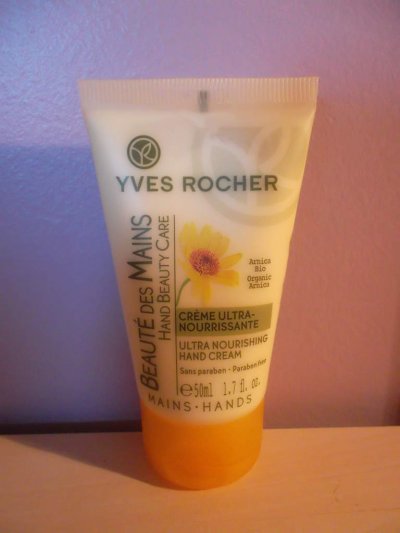 YVES ROCHER
BEAUTÉ DES MAINS
HAND BEAUTY CARE
Arnica
Bio
Organic
Arnica
CRÈME ULTRA-
NOURRISSANTE
ULTRA NOURISHING
HAND CREAM
Sans paraben - Paraben free
℮50ml 1.7 fl. oz.
MAINS · HANDS